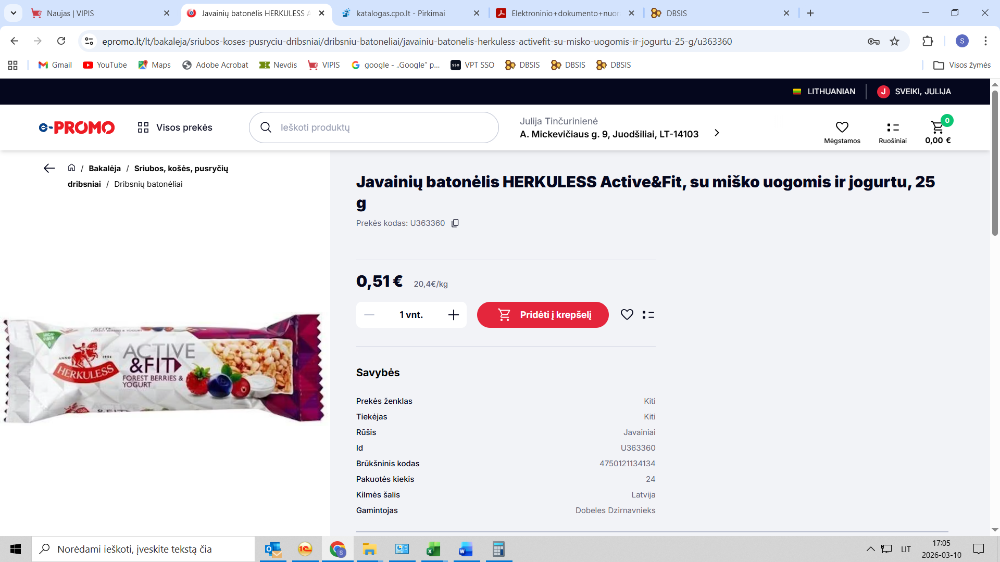 Naujas | VIPIS
Javainių batonėlis HERKULESS A
katalogas.cpo.lt - Pirkimai
Elektroninio+dokumento+nuor
DBSIS
epromo.lt/lt/bakaleja/sriubos-koses-pusryciu-dribsniai/dribsniu-batoneliai/javainiu-batonelis-herkuless-activefit-su-misko-uogomis-ir-jogurtu-25-g/u363360
S
Gmail
YouTube
Maps
Adobe Acrobat
Nevdis
VIPIS
google - „Google“ p...
sso
VPT SSO
DBSIS
DBSIS
DBSIS
Visos žymės
LITHUANIAN
J
SVEIKI, JULIJA
e-PROMO
Visos prekės
Ieškoti produktų
Julija Tinčurinienė
A. Mickevičiaus g. 9, Juodšiliai, LT-14103
Mėgstamos
Ruošiniai
0
0,00 €
/ Bakalėja / Sriubos, košės, pusryčių
dribsniai / Dribsnių batonėliai
Javainių batonėlis HERKULESS Active&Fit, su miško uogomis ir jogurtu, 25
g
Prekės kodas: U363360
0,51 €
20,4€/kg
1 vnt.
Pridėti į krepšelį
HIGH-
FIBER
ANNO 1954
HERKULESS
ACTIVE
&FIT
FOREST BERRIES &
YOGURT
Savybės
Prekės ženklas Kiti
Tiekėjas Kiti
Rūšis Javainiai
Id U363360
Brūkšninis kodas 4750121134134
Pakuotės kiekis 24
Kilmės šalis Latvija
Gamintojas Dobeles Dzirnavnieks
Norėdami ieškoti, įveskite tekstą čia
LIT
17:05
2026-03-10